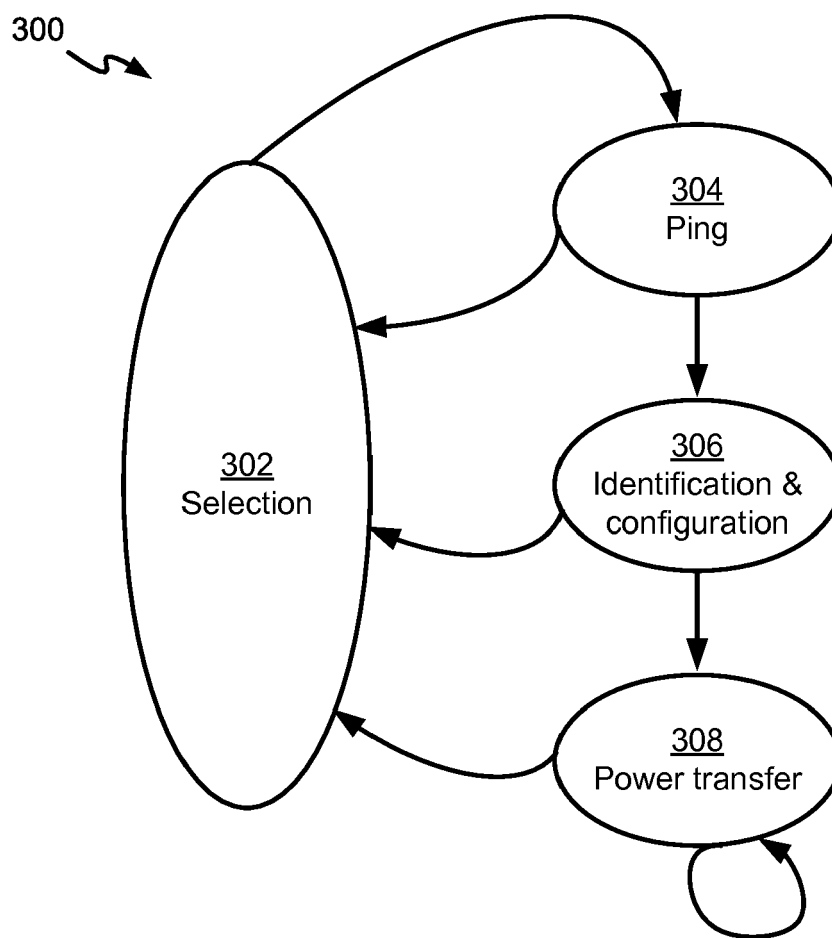 300
304
Ping
302
Selection
306
Identification &
configuration
308
Power transfer